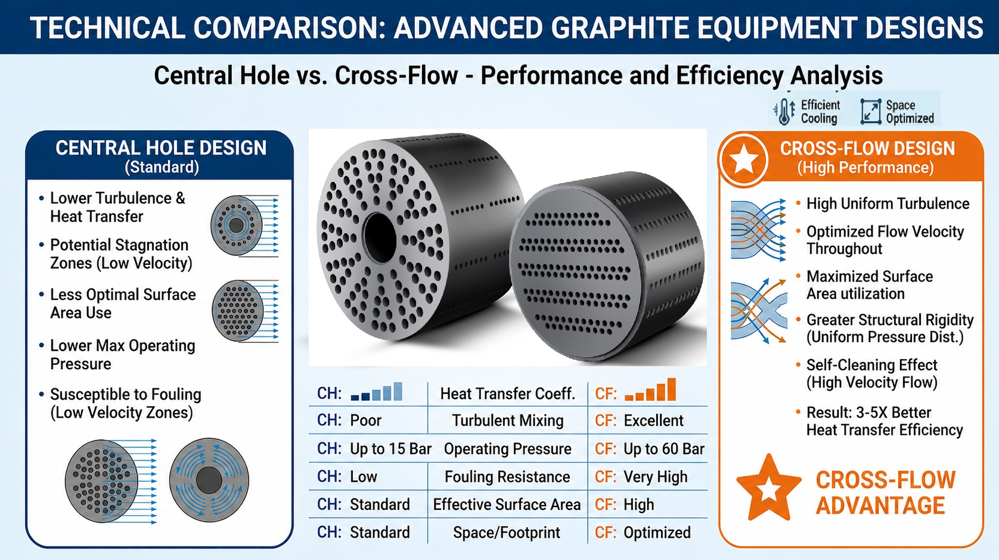 TECHNICAL COMPARISON: ADVANCED GRAPHITE EQUIPMENT DESIGNS
Central Hole vs. Cross-Flow - Performance and Efficiency Analysis
Efficient
Cooling
Space
Optimized
CENTRAL HOLE DESIGN
(Standard)
• Lower Turbulence &
Heat Transfer
• Potential Stagnation
Zones (Low Velocity)
• Less Optimal Surface
Area Use
• Lower Max Operating
Pressure
• Susceptible to Fouling
(Low Velocity Zones)
CH: Heat Transfer Coeff. CF:
CH: Poor Turbulent Mixing CF: Excellent
CH: Up to 15 Bar Operating Pressure CF: Up to 60 Bar
CH: Low Fouling Resistance CF: Very High
CH: Standard Effective Surface Area CF: High
CH: Standard Space/Footprint CF: Optimized
CROSS-FLOW DESIGN
(High Performance)
• High Uniform Turbulence
• Optimized Flow Velocity
Throughout
• Maximized Surface
Area utilization
• Greater Structural Rigidity
(Uniform Pressure Dist.)
• Self-Cleaning Effect
(High Velocity Flow)
• Result: 3-5X Better
Heat Transfer Efficiency
CROSS-FLOW
ADVANTAGE